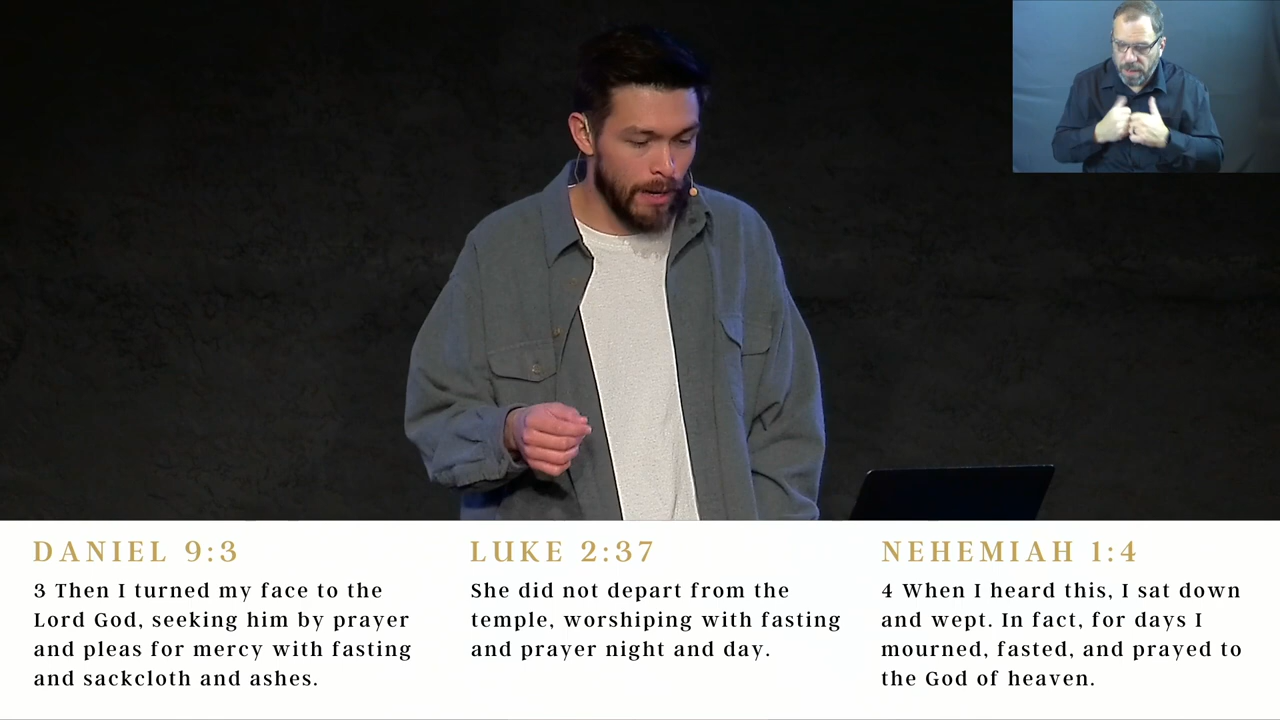 DANIEL 9:3
3 Then I turned my face to the
Lord God, seeking him by prayer
and pleas for mercy with fasting
and sackcloth and ashes.
LUKE 2:37
She did not depart from the
temple, worshiping with fasting
and prayer night and day.
NEHEMIAH 1:4
4 When I heard this, I sat down
and wept. In fact, for days I
mourned, fasted, and prayed to
the God of heaven.